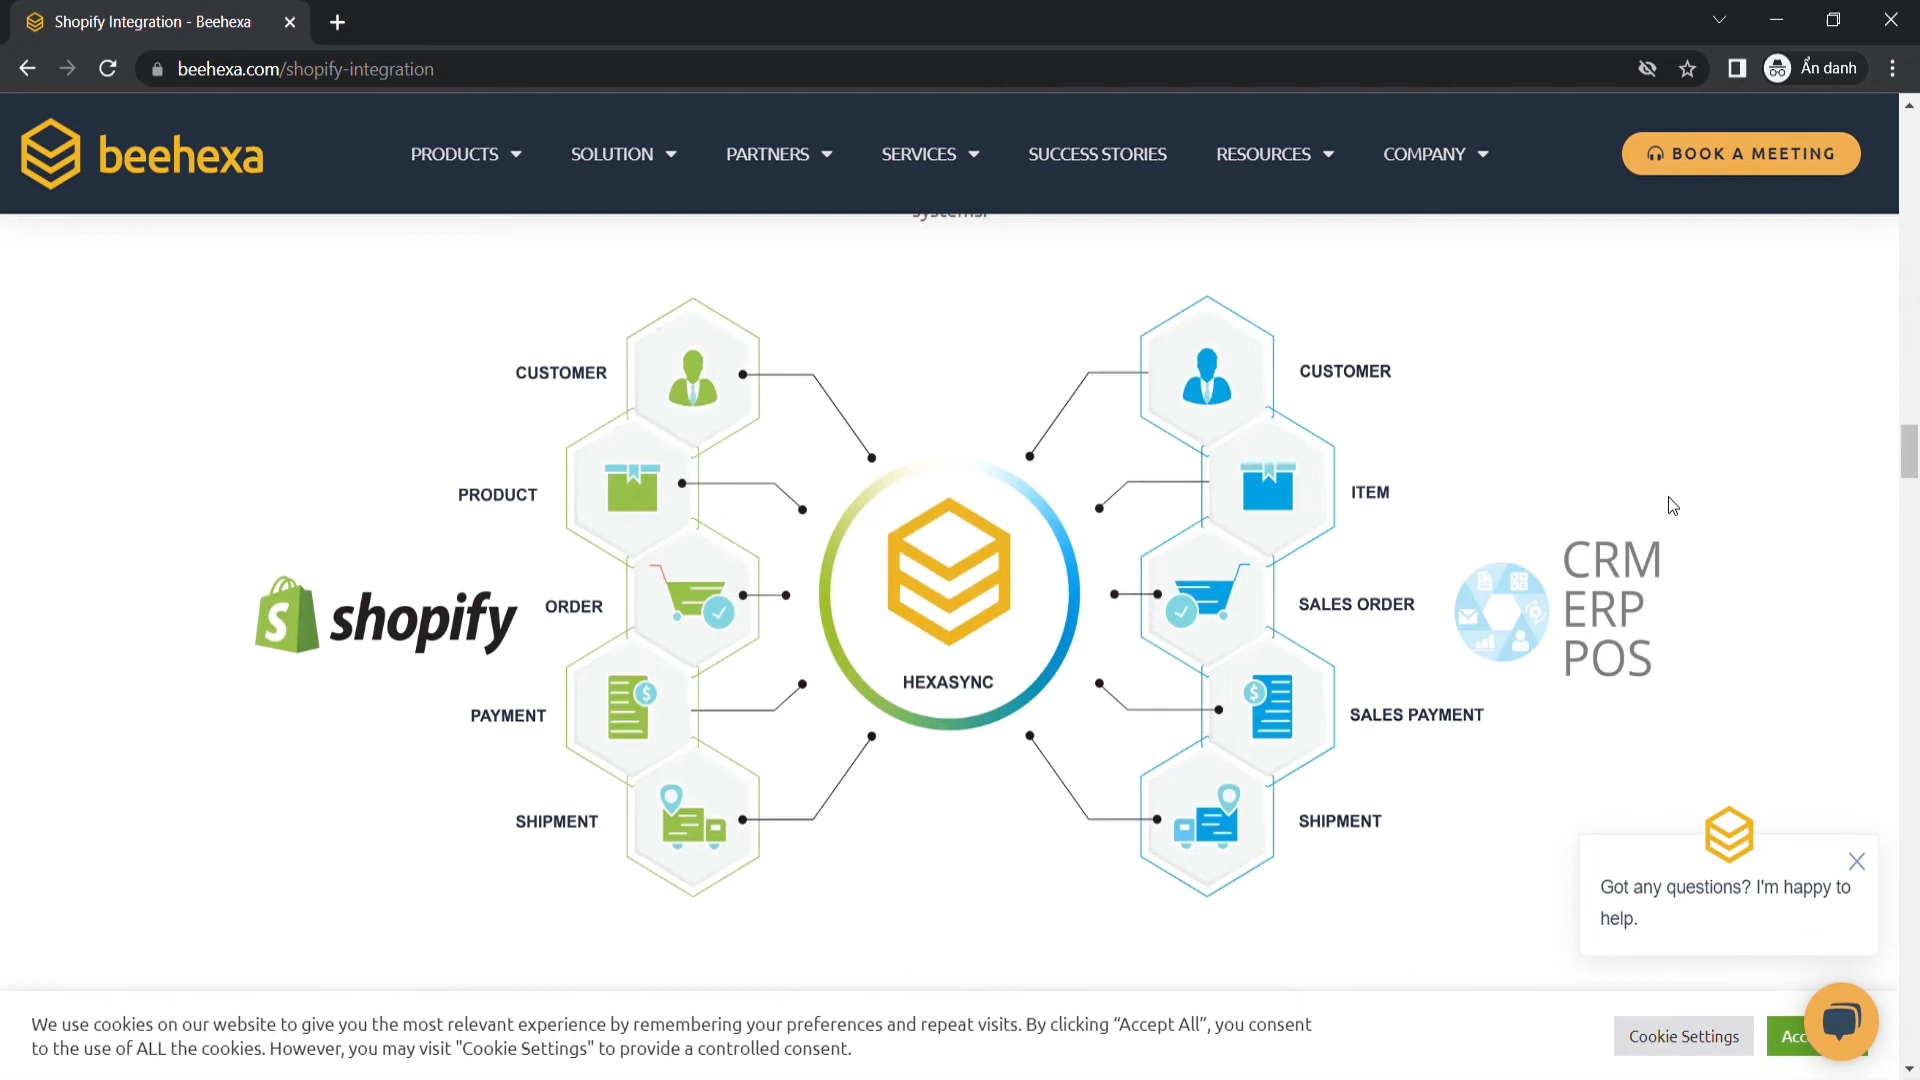 Shopify Integration - Beehexa
beehexa.com/shopify-integration
Ẩn danh
beehexa
PRODUCTS
SOLUTION
PARTNERS
SERVICES
SUCCESS STORIES
RESOURCES
COMPANY
BOOK A MEETING
systems.
CUSTOMER
CUSTOMER
PRODUCT
ITEM
shopify
ORDER
HEXASYNC
SALES ORDER
CRM
ERP
POS
PAYMENT
SALES PAYMENT
SHIPMENT
SHIPMENT
Got any questions? I'm happy to
help.
We use cookies on our website to give you the most relevant experience by remembering your preferences and repeat visits. By clicking “Accept All”, you consent
to the use of ALL the cookies. However, you may visit "Cookie Settings" to provide a controlled consent.
Cookie Settings